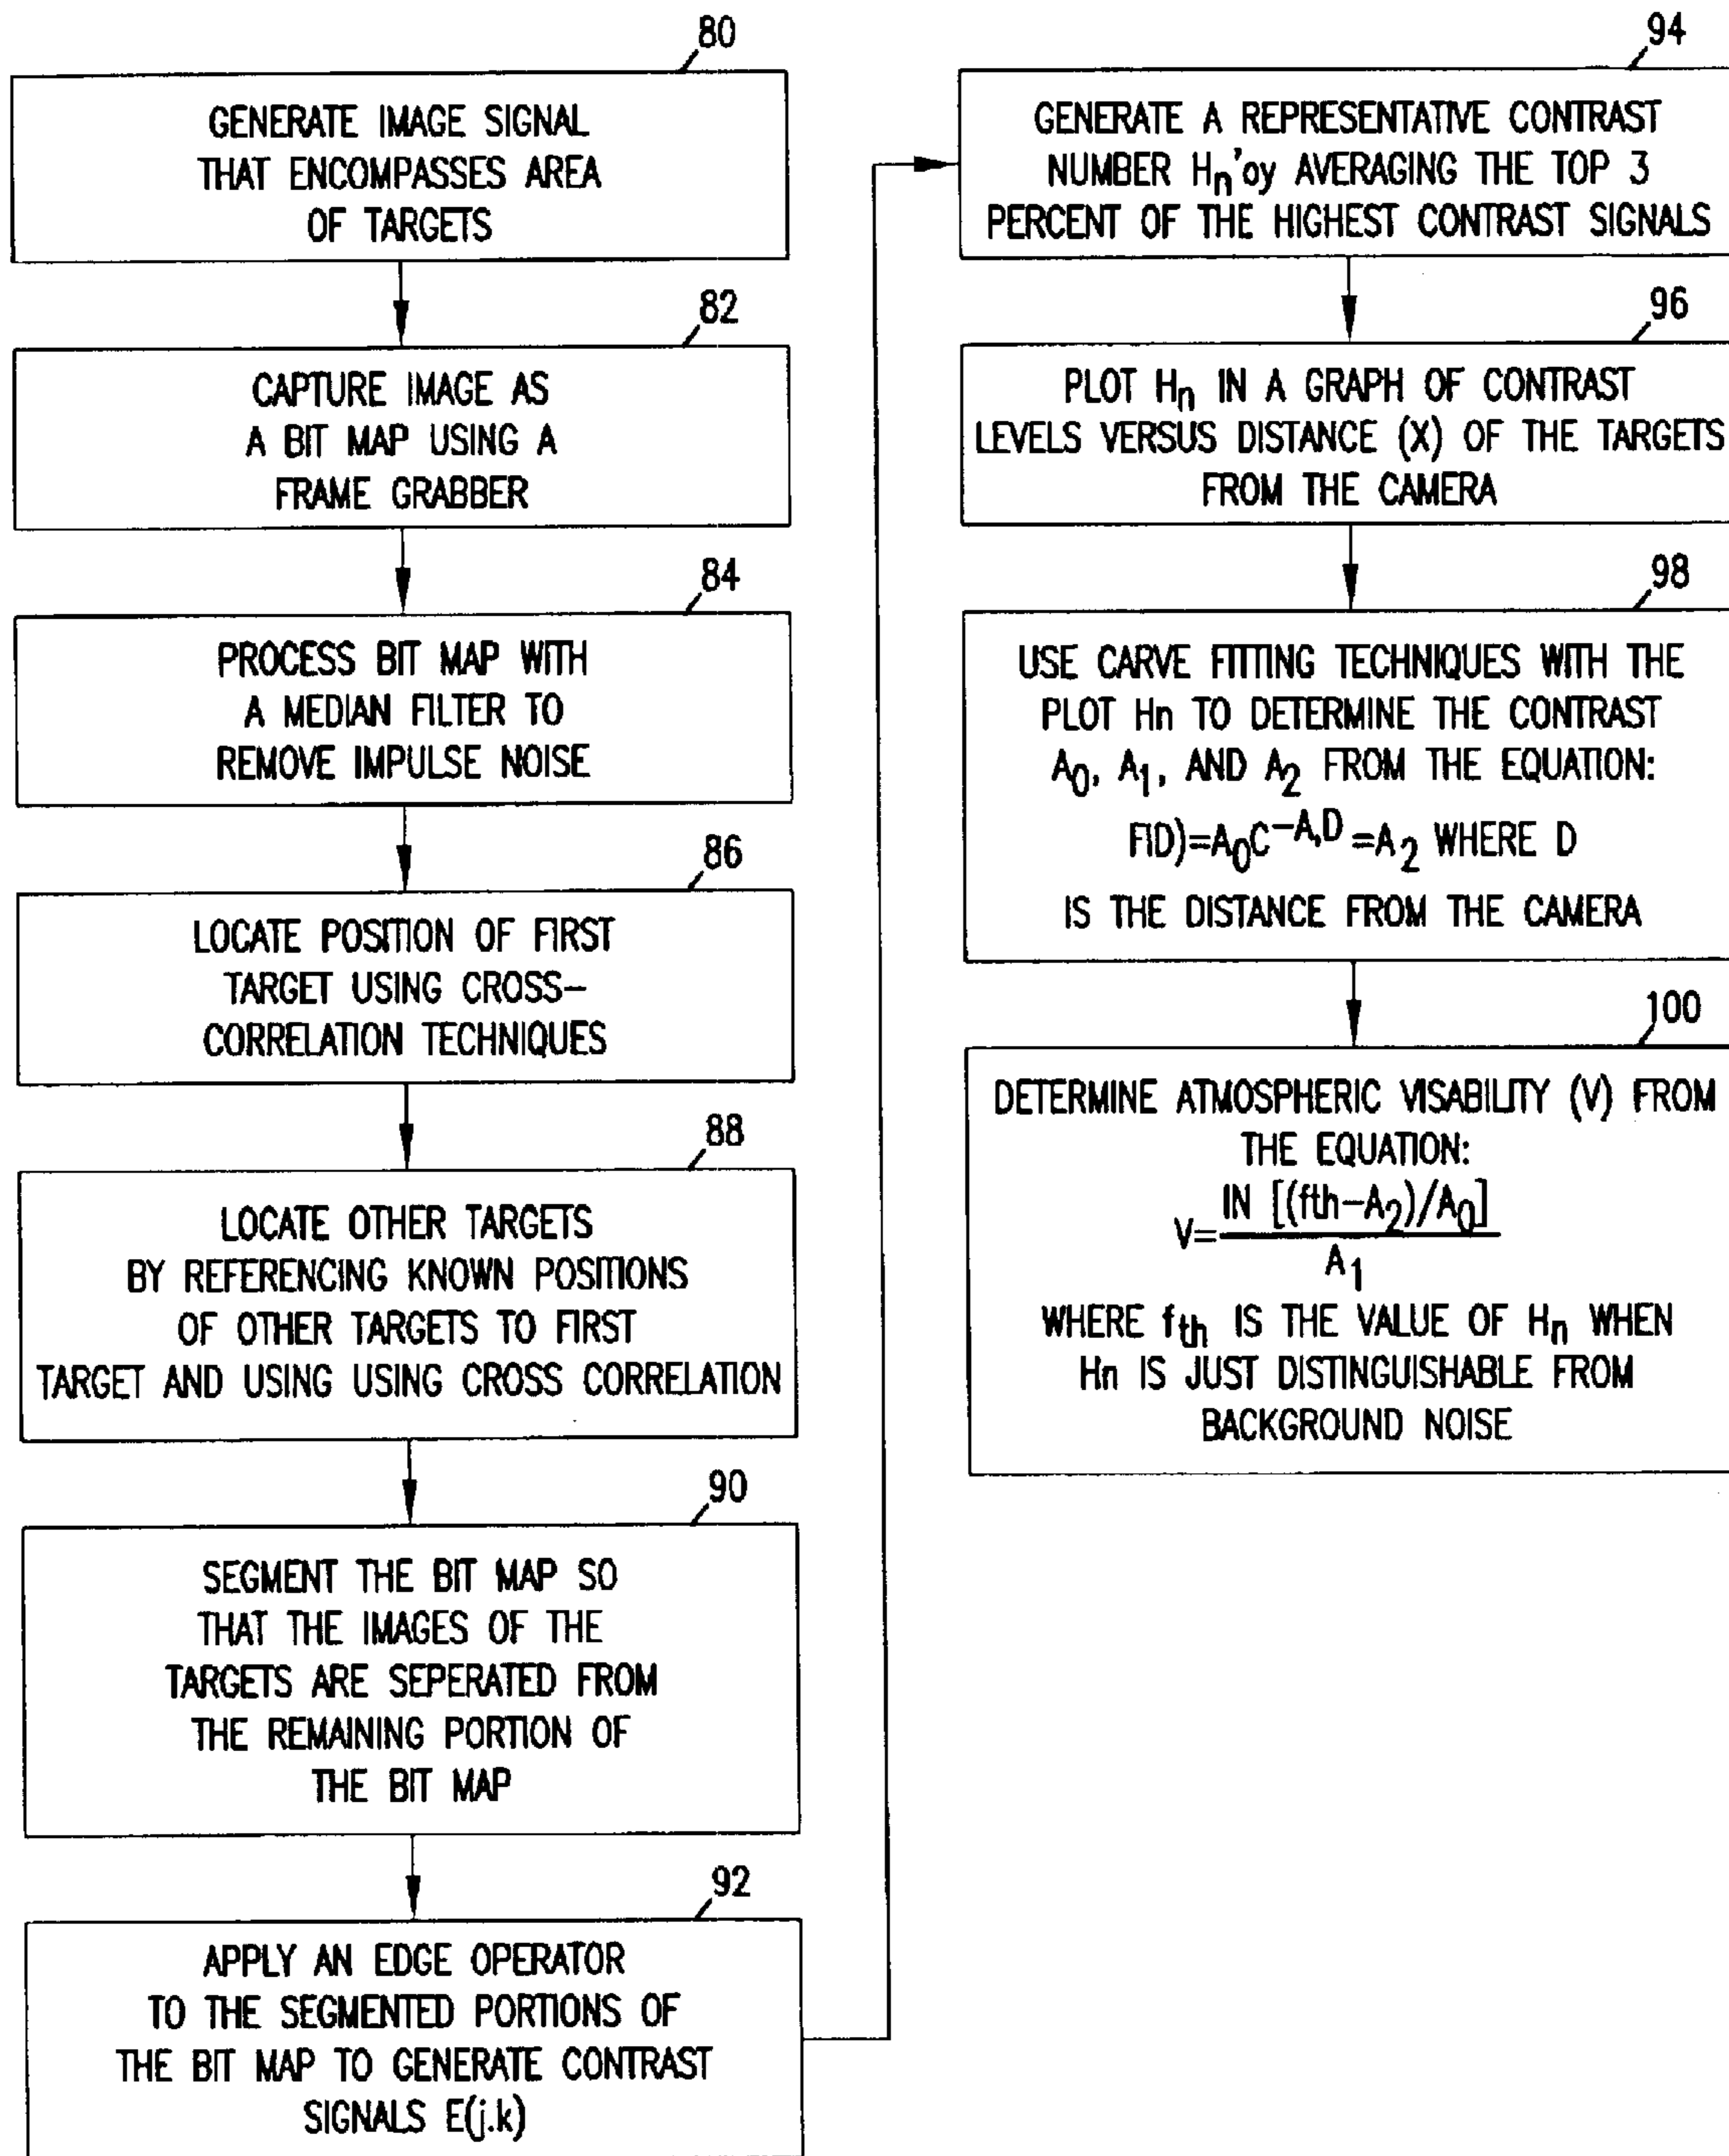 80
GENERATE IMAGE SIGNAL
THAT ENCOMPASSES AREA
OF TARGETS
82
CAPTURE IMAGE AS
A BIT MAP USING A
FRAME GRABBER
84
PROCESS BIT MAP WITH
A MEDIAN FILTER TO
REMOVE IMPULSE NOISE
86
LOCATE POSITION OF FIRST
TARGET USING CROSS-
CORRELATION TECHNIQUES
88
LOCATE OTHER TARGETS
BY REFERENCING KNOWN POSITIONS
OF OTHER TARGETS TO FIRST
TARGET AND USING USING CROSS CORRELATION
90
SEGMENT THE BIT MAP SO
THAT THE IMAGES OF THE
TARGETS ARE SEPERATED FROM
THE REMAINING PORTION OF
THE BIT MAP
92
APPLY AN EDGE OPERATOR
TO THE SEGMENTED PORTIONS OF
THE BIT MAP TO GENERATE CONTRAST
SIGNALS E(j.k)
94
GENERATE A REPRESENTATIVE CONTRAST
NUMBER Hn'oy AVERAGING THE TOP 3
PERCENT OF THE HIGHEST CONTRAST SIGNALS
96
PLOT Hn IN A GRAPH OF CONTRAST
LEVELS VERSUS DISTANCE (X) OF THE TARGETS
FROM THE CAMERA
98
USE CARVE FITTING TECHNIQUES WITH THE
PLOT Hn TO DETERMINE THE CONTRAST
A0, A1, AND A2 FROM THE EQUATION:
F(D)=A0C-A,D=A2 WHERE D
IS THE DISTANCE FROM THE CAMERA
100
DETERMINE ATMOSPHERIC VISABILITY (V) FROM
THE EQUATION:
V=IN [(fth-A2)/A0]
A1
WHERE fth IS THE VALUE OF Hn WHEN
Hn IS JUST DISTINGUISHABLE FROM
BACKGROUND NOISE